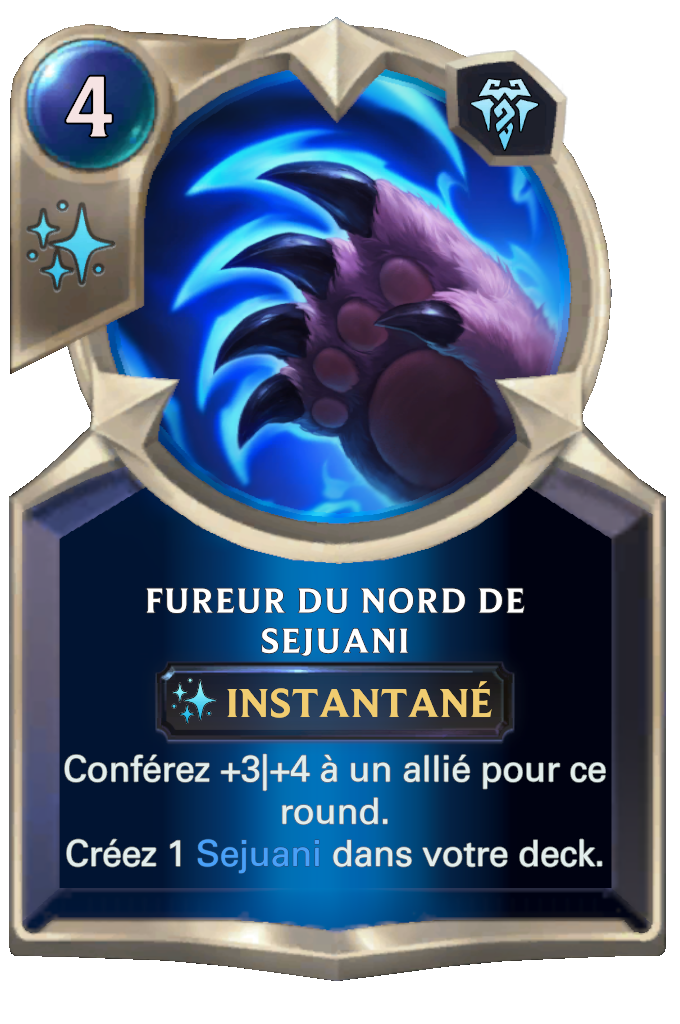 4
FUREUR DU NORD DE
SEJUANI
INSTANTANÉ
Conférez +3|+4 à un allié pour ce
round.
Créez 1 Sejuani dans votre deck.